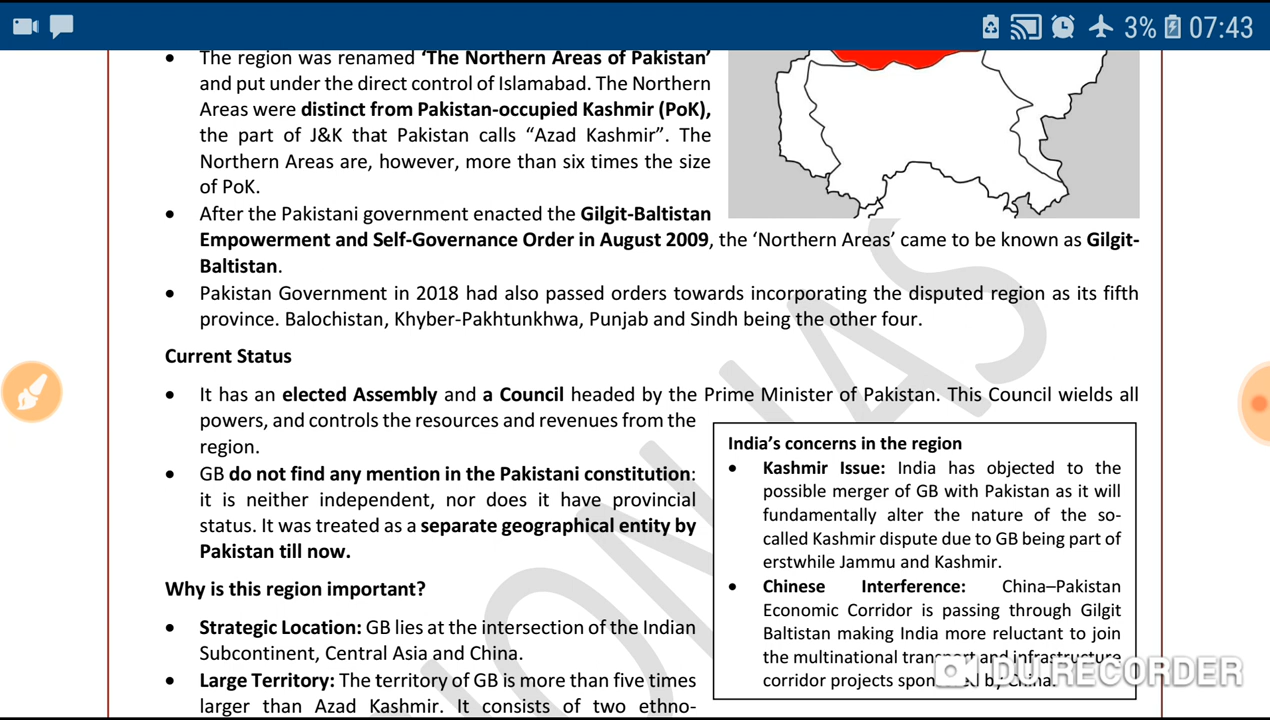 3% 07:43
The region was renamed ‘The Northern Areas of Pakistan’
and put under the direct control of Islamabad. The Northern
Areas were distinct from Pakistan-occupied Kashmir (PoK),
the part of J&K that Pakistan calls “Azad Kashmir”. The
Northern Areas are, however, more than six times the size
of PoK.
• After the Pakistani government enacted the Gilgit-Baltistan
Empowerment and Self-Governance Order in August 2009, the ‘Northern Areas’ came to be known as Gilgit-
Baltistan.
• Pakistan Government in 2018 had also passed orders towards incorporating the disputed region as its fifth
province. Balochistan, Khyber-Pakhtunkhwa, Punjab and Sindh being the other four.
Current Status
• It has an elected Assembly and a Council headed by the Prime Minister of Pakistan. This Council wields all
powers, and controls the resources and revenues from the
region.
• GB do not find any mention in the Pakistani constitution:
it is neither independent, nor does it have provincial
status. It was treated as a separate geographical entity by
Pakistan till now.
Why is this region important?
• Strategic Location: GB lies at the intersection of the Indian
Subcontinent, Central Asia and China.
• Large Territory: The territory of GB is more than five times
larger than Azad Kashmir. It consists of two ethno-
India’s concerns in the region
• Kashmir Issue: India has objected to the
possible merger of GB with Pakistan as it will
fundamentally alter the nature of the so-
called Kashmir dispute due to GB being part of
erstwhile Jammu and Kashmir.
• Chinese Interference: China–Pakistan
Economic Corridor is passing through Gilgit
Baltistan making India more reluctant to join
the multinational transport and infrastructure
corridor projects sponsored by China.
DU RECORDER